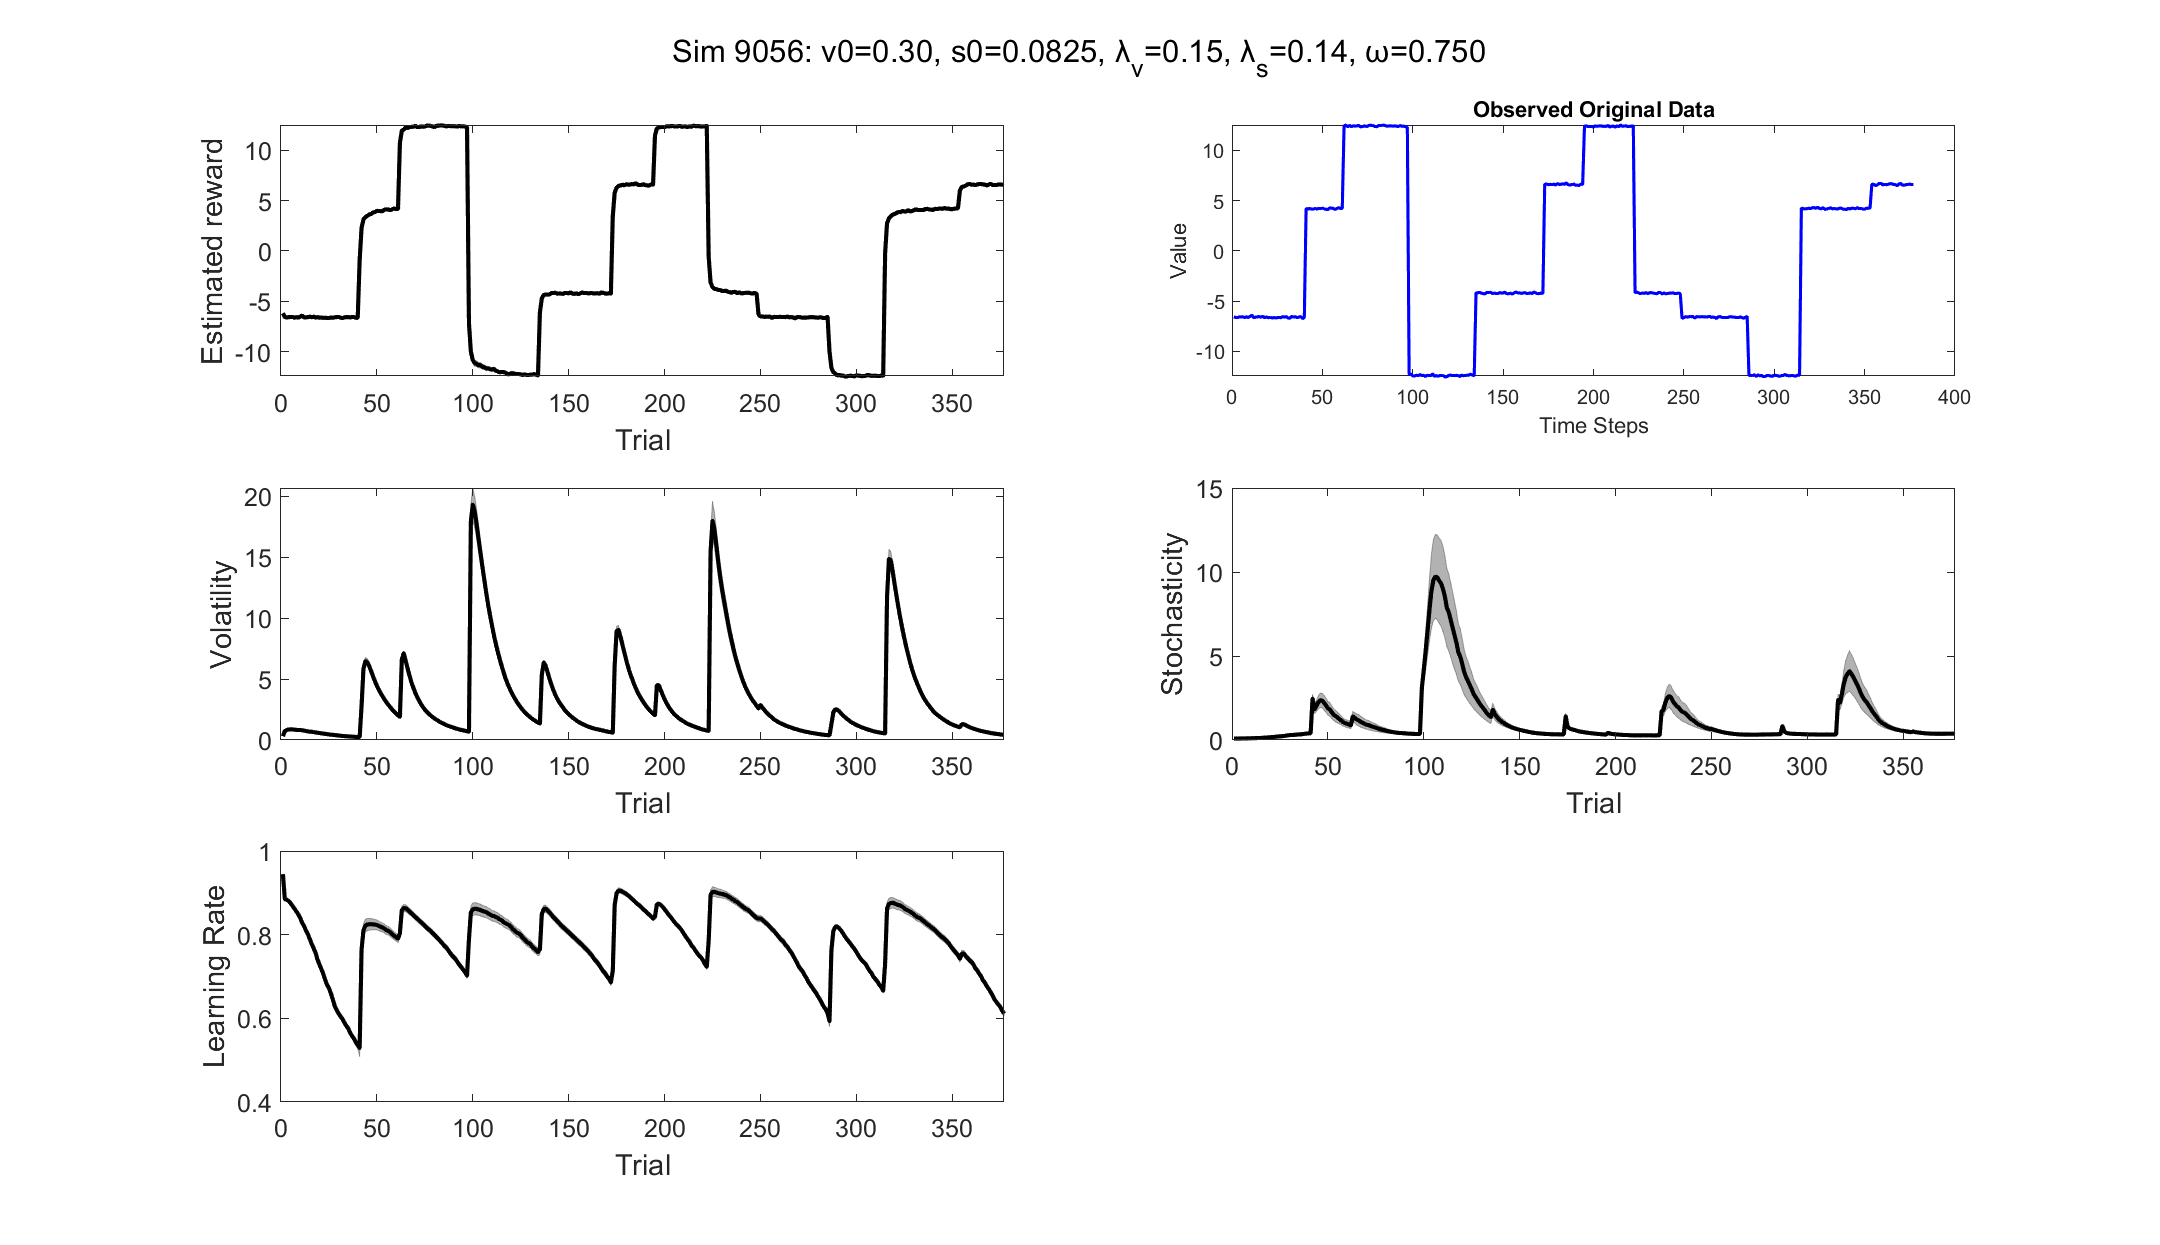 Sim 9056: v0=0.30, s0=0.0825, λ_v=0.15, λ_s=0.14, ω=0.750
Estimated reward
10
5
0
-5
-10
0 50 100 150 200 250 300 350
Trial
Observed Original Data
Value
10
5
0
-5
-10
0 50 100 150 200 250 300 350 400
Time Steps
Volatility
20
15
10
5
0
0 50 100 150 200 250 300 350
Trial
Stochasticity
15
10
5
0
0 50 100 150 200 250 300 350
Trial
Learning Rate
1
0.8
0.6
0.4
0 50 100 150 200 250 300 350
Trial